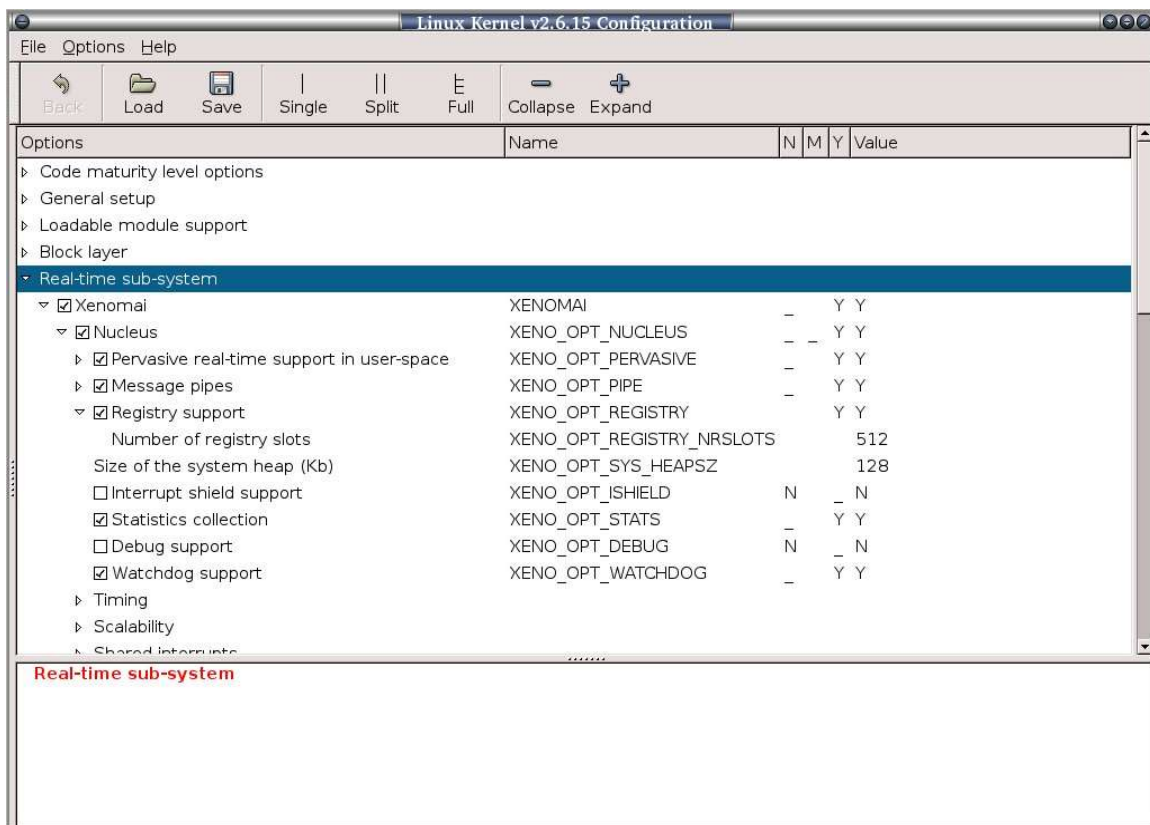 Linux Kernel v2.6.15 Configuration
File Options Help
Back Load Save Single Split Full Collapse Expand
Options Name N M Y Value
Code maturity level options
General setup
Loadable module support
Block layer
Real-time sub-system
Xenomai XENOMAI _ Y Y
Nucleus XENO_OPT_NUCLEUS _ _ Y Y
Pervasive real-time support in user-space XENO_OPT_PERVASIVE _ Y Y
Message pipes XENO_OPT_PIPE _ Y Y
Registry support XENO_OPT_REGISTRY Y Y
Number of registry slots XENO_OPT_REGISTRY_NRSLOTS 512
Size of the system heap (Kb) XENO_OPT_SYS_HEAPSZ 128
Interrupt shield support XENO_OPT_ISHIELD N _ N
Statistics collection XENO_OPT_STATS _ Y Y
Debug support XENO_OPT_DEBUG N _ N
Watchdog support XENO_OPT_WATCHDOG _ Y Y
Timing
Scalability
Shared interrupts
Real-time sub-system